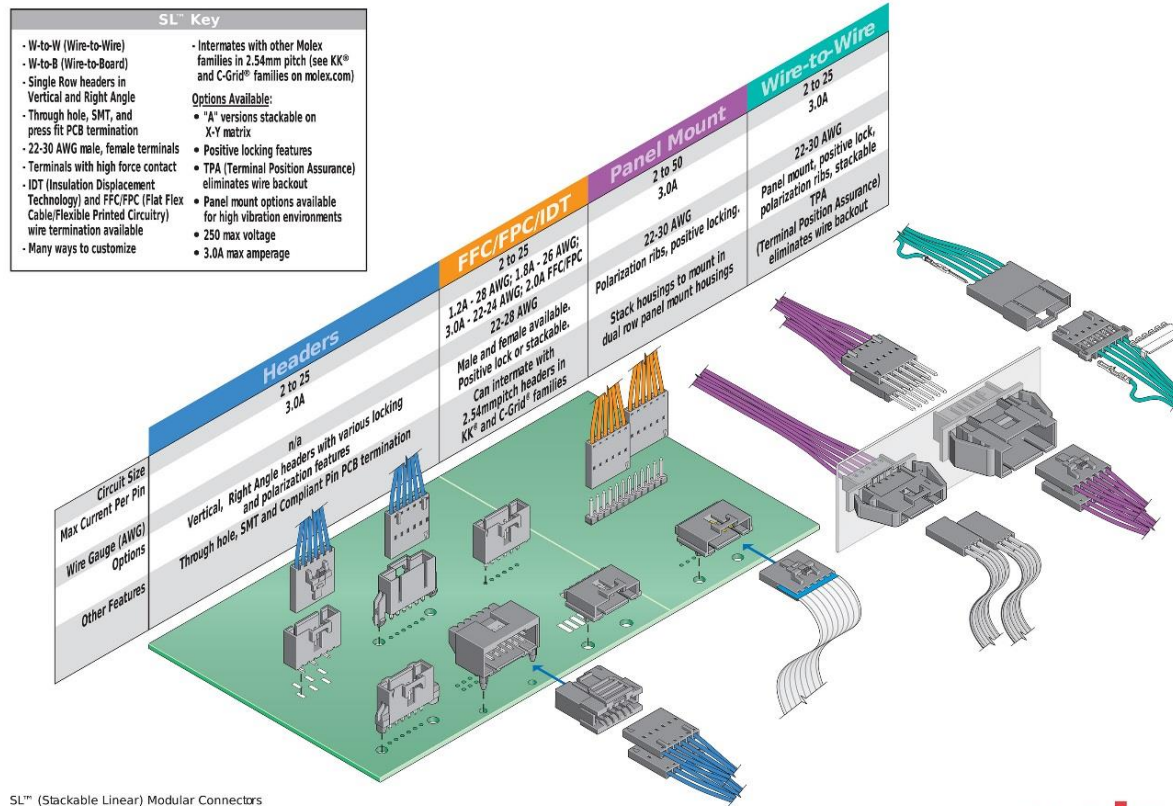 SL™ Key
- W-to-W (Wire-to-Wire)
- W-to-B (Wire-to-Board)
- Single Row headers in
Vertical and Right Angle
- Through hole, SMT, and
press fit PCB termination
- 22-30 AWG male, female terminals
- Terminals with high force contact
- IDT (Insulation Displacement
Technology) and FFC/FPC (Flat Flex
Cable/Flexible Printed Circuitry)
wire termination available
- Many ways to customize
- Intermates with other Molex
families in 2.54mm pitch (see KK®
and C-Grid® families on molex.com)
Options Available:
• "A" versions stackable on
X-Y matrix
• Positive locking features
• TPA (Terminal Position Assurance)
eliminates wire backout
• Panel mount options available
for high vibration environments
• 250 max voltage
• 3.0A max amperage
Circuit Size
Max Current Per Pin
Wire Gauge (AWG)
Options
Other Features
Headers
2 to 25
3.0A
n/a
Vertical, Right Angle headers with various locking
and polarization features
Through hole, SMT and Compliant Pin PCB termination
FFC/FPC/IDT
2 to 25
1.2A - 28 AWG; 1.8A - 26 AWG;
3.0A - 22-24 AWG; 2.0A FFC/FPC
22-28 AWG
Male and female available.
Positive lock or stackable.
Can intermate with
2.54mmpitch headers in
KK® and C-Grid® families
Panel Mount
2 to 50
3.0A
22-30 AWG
Polarization ribs, positive locking.
Stack housings to mount in
dual row panel mount housings
Wire-to-Wire
2 to 25
3.0A
22-30 AWG
Panel mount, positive lock,
polarization ribs, stackable
TPA
(Terminal Position Assurance)
eliminates wire backout
SL™ (Stackable Linear) Modular Connectors